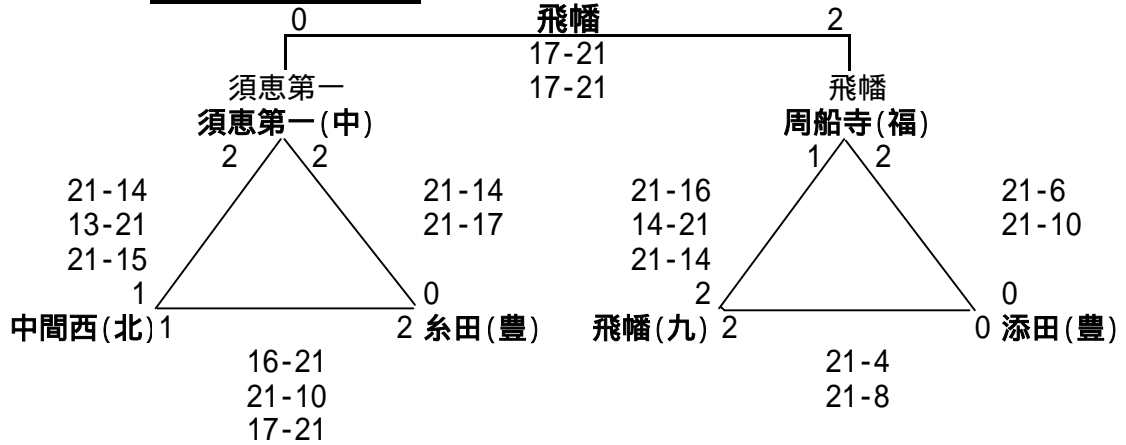 0 飛幡 2
17-21
17-21
須恵第一 飛幡
須恵第一(中) 周船寺(福)
2 2 1 2
21-14 21-14 21-16 21-6
13-21 21-17 14-21 21-10
21-15 21-14
1 0 2 0
中間西(北) 1 2 糸田(豊) 飛幡(九) 2 0 添田(豊)
16-21 21-4
21-10 21-8
17-21